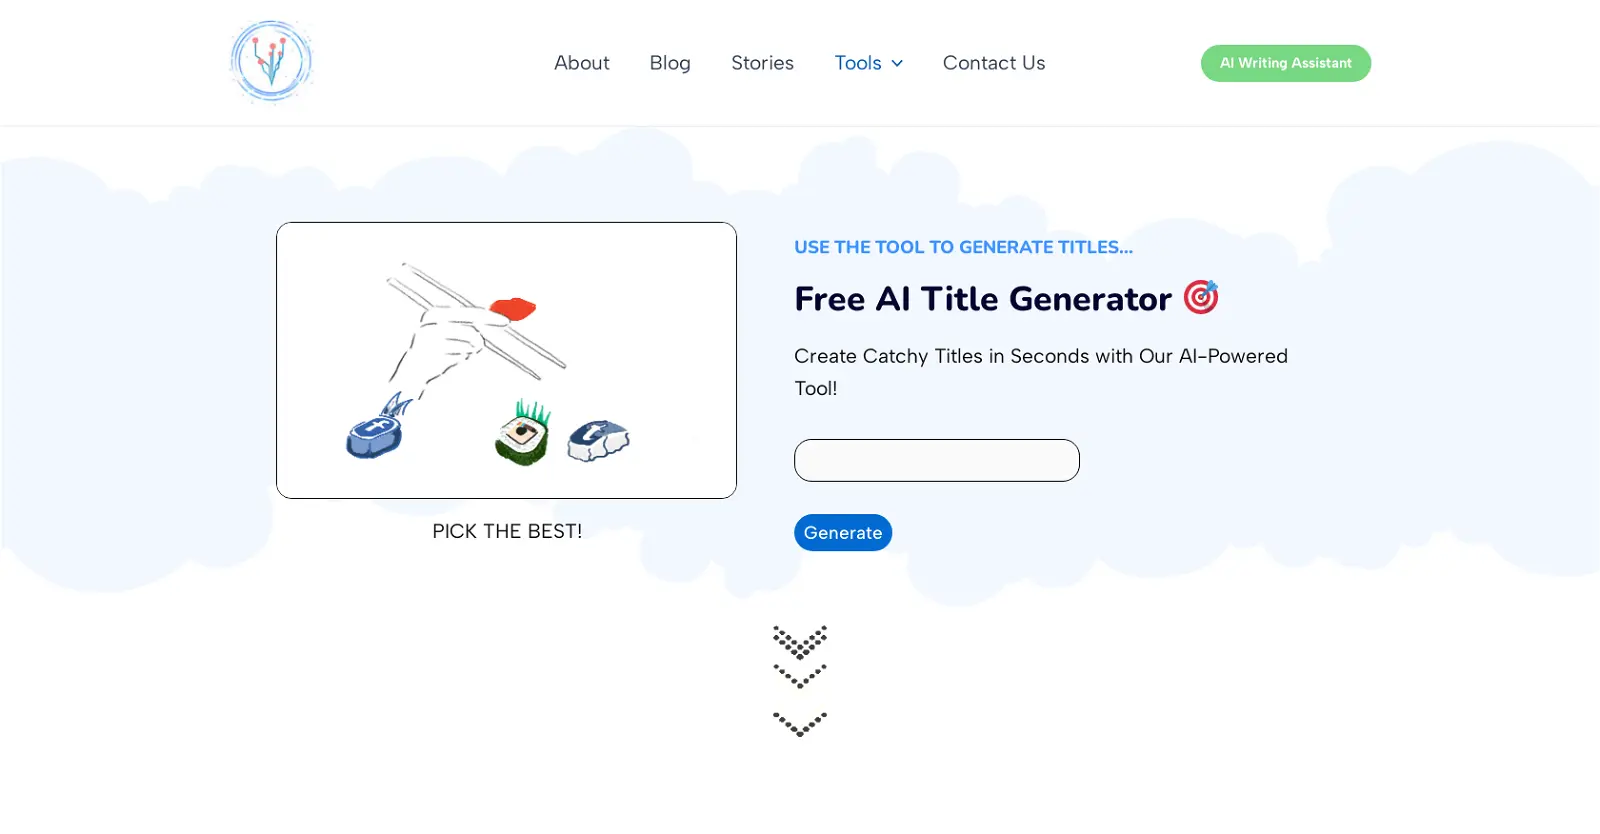 About Blog Stories Tools Contact Us AI Writing Assistant
USE THE TOOL TO GENERATE TITLES...
Free AI Title Generator 🎯
Create Catchy Titles in Seconds with Our AI-Powered
Tool!
Generate
f
t
PICK THE BEST!